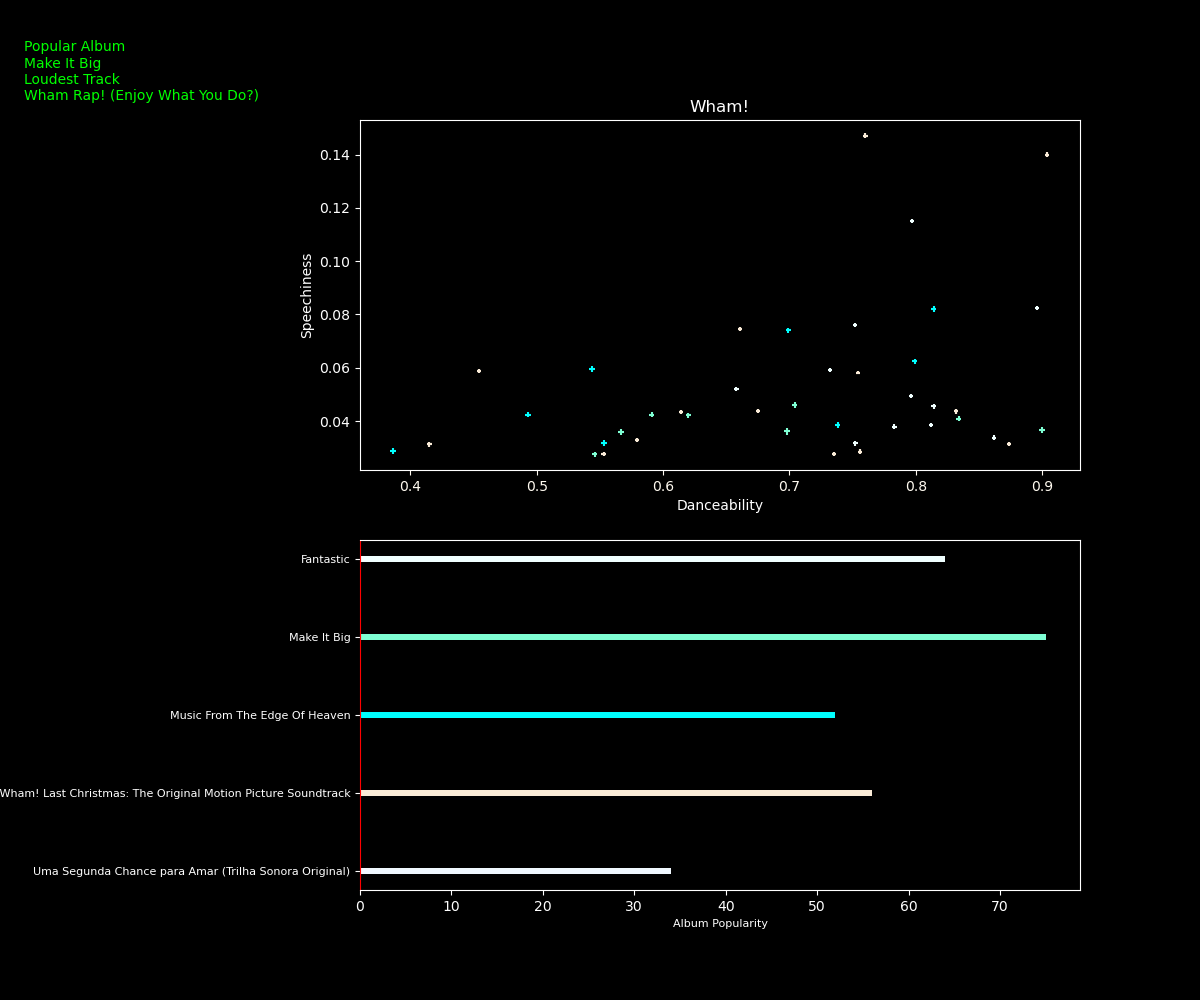 Popular Album
Make It Big
Loudest Track
Wham Rap! (Enjoy What You Do?)
Wham!
0.14
0.12
0.10
0.08
0.06
0.04
Speechiness
0.4 0.5 0.6 0.7 0.8 0.9
Danceability
Fantastic
Make It Big
Music From The Edge Of Heaven
Wham! Last Christmas: The Original Motion Picture Soundtrack
Uma Segunda Chance para Amar (Trilha Sonora Original)
0 10 20 30 40 50 60 70
Album Popularity